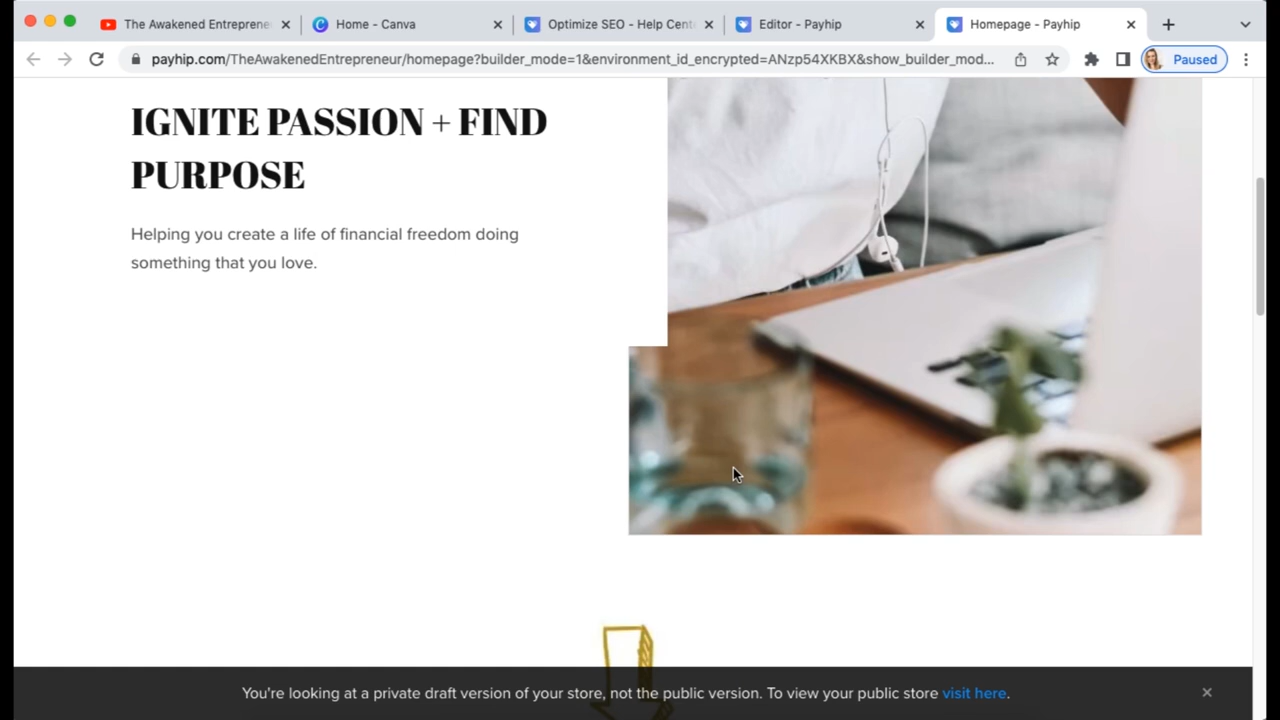 The Awakened Entreprene
Home - Canva
Optimize SEO - Help Cent
Editor - Payhip
Homepage - Payhip
payhip.com/TheAwakenedEntrepreneur/homepage?builder_mode=1&environment_id_encrypted=ANzp54XKBX&show_builder_mod...
Paused
IGNITE PASSION + FIND
PURPOSE
Helping you create a life of financial freedom doing
something that you love.
You're looking at a private draft version of your store, not the public version. To view your public store visit here.